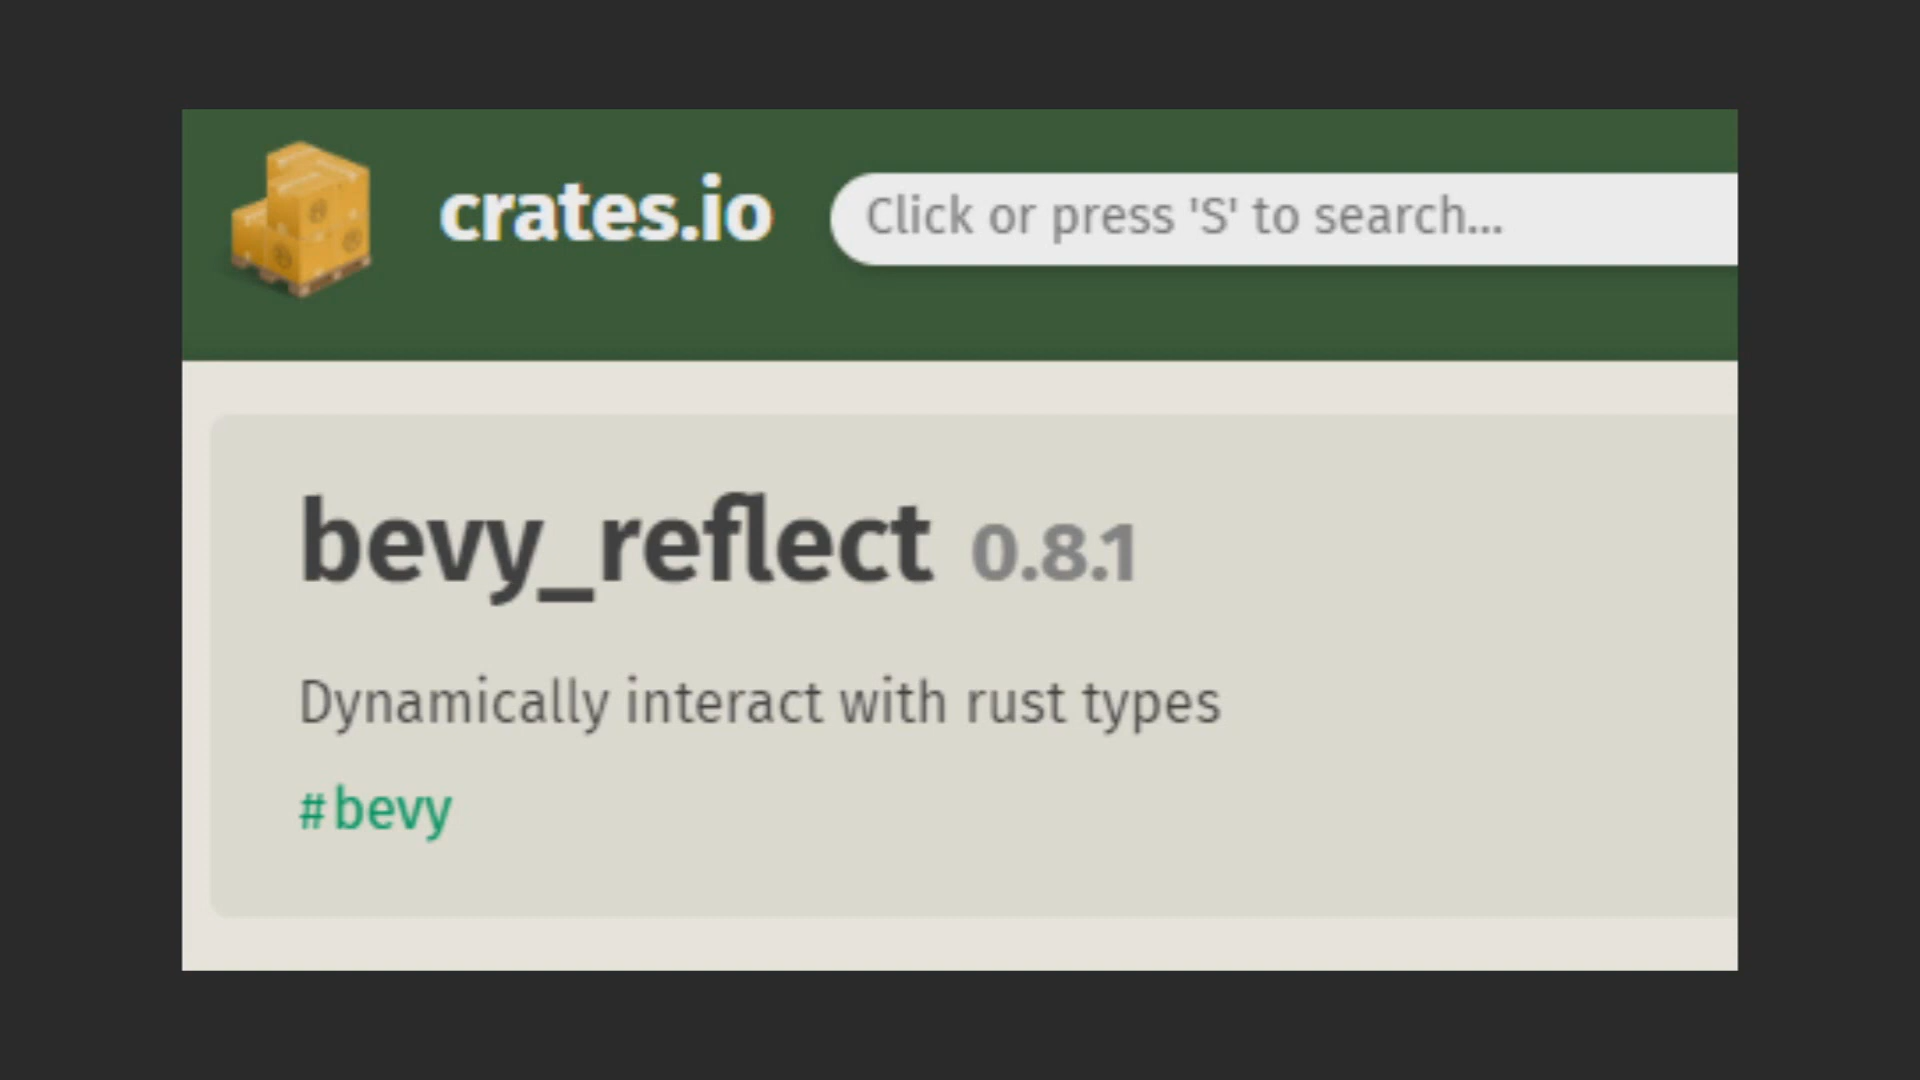 crates.io
Click or press 'S' to search...
bevy_reflect 0.8.1
Dynamically interact with rust types
#bevy